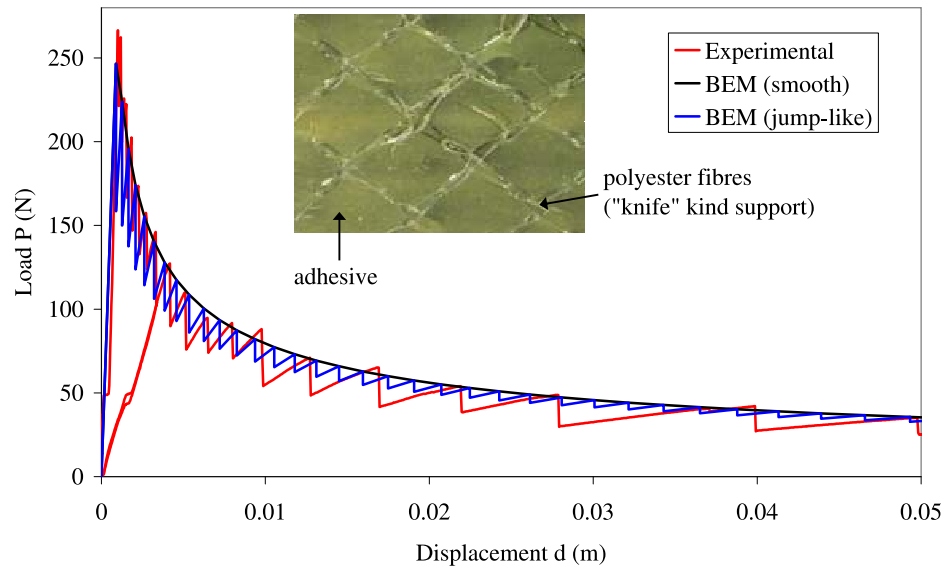 250
200
150
100
50
0
Load P (N)
Experimental
BEM (smooth)
BEM (jump-like)
polyester fibres
("knife" kind support)
adhesive
0
0.01
0.02
0.03
0.04
0.05
Displacement d (m)